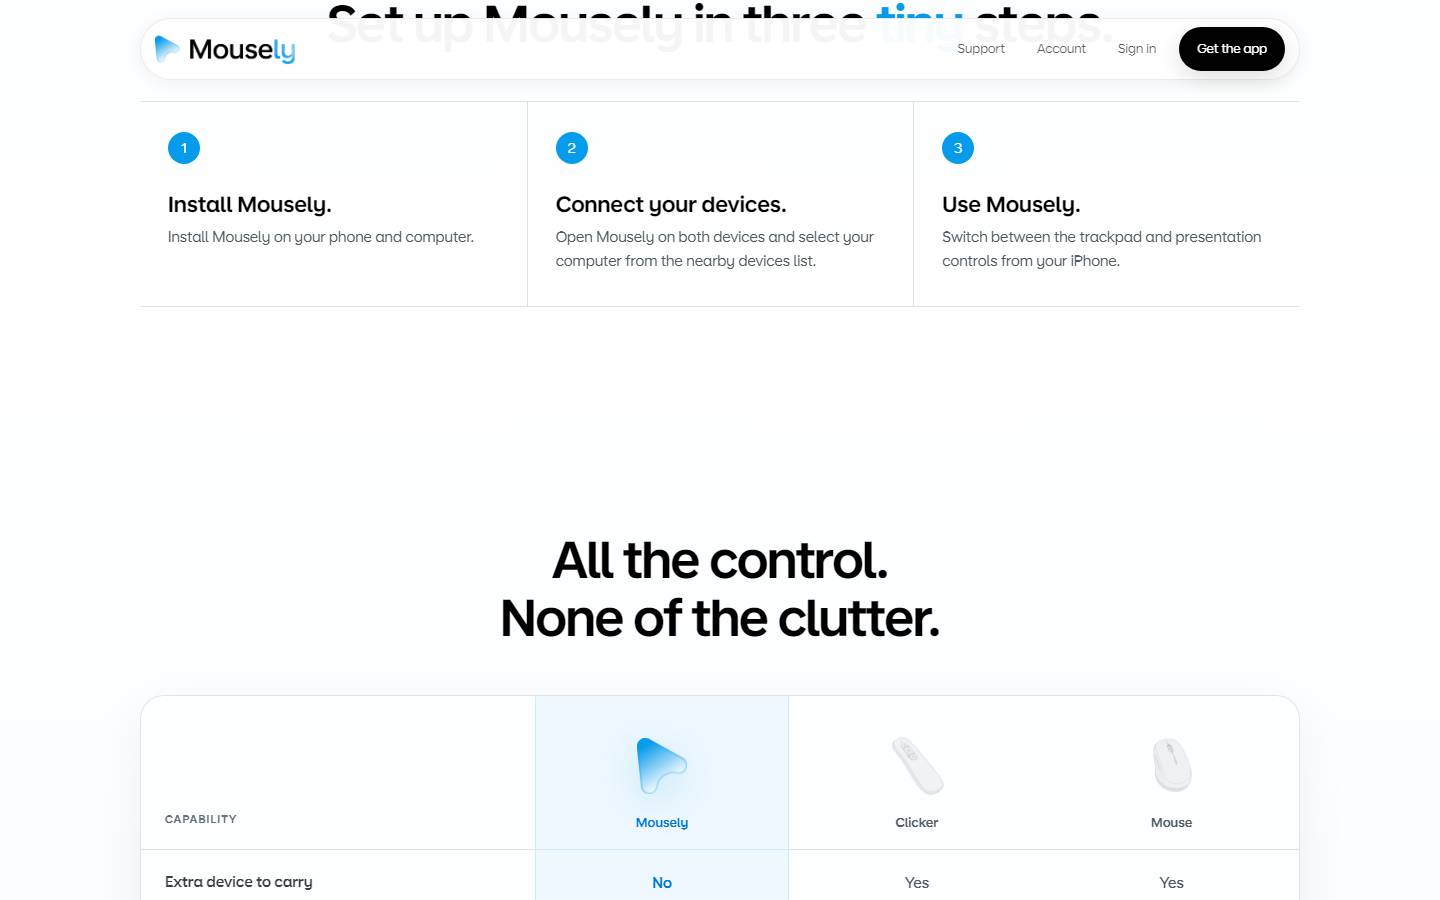 Set up Mousely in three tiny steps.
Mousely
Support
Account
Sign in
Get the app
1
Install Mousely.
Install Mousely on your phone and computer.
2
Connect your devices.
Open Mousely on both devices and select your
computer from the nearby devices list.
3
Use Mousely.
Switch between the trackpad and presentation
controls from your iPhone.
All the control.
None of the clutter.
CAPABILITY
Mousely
Clicker
Mouse
Extra device to carry
No
Yes
Yes